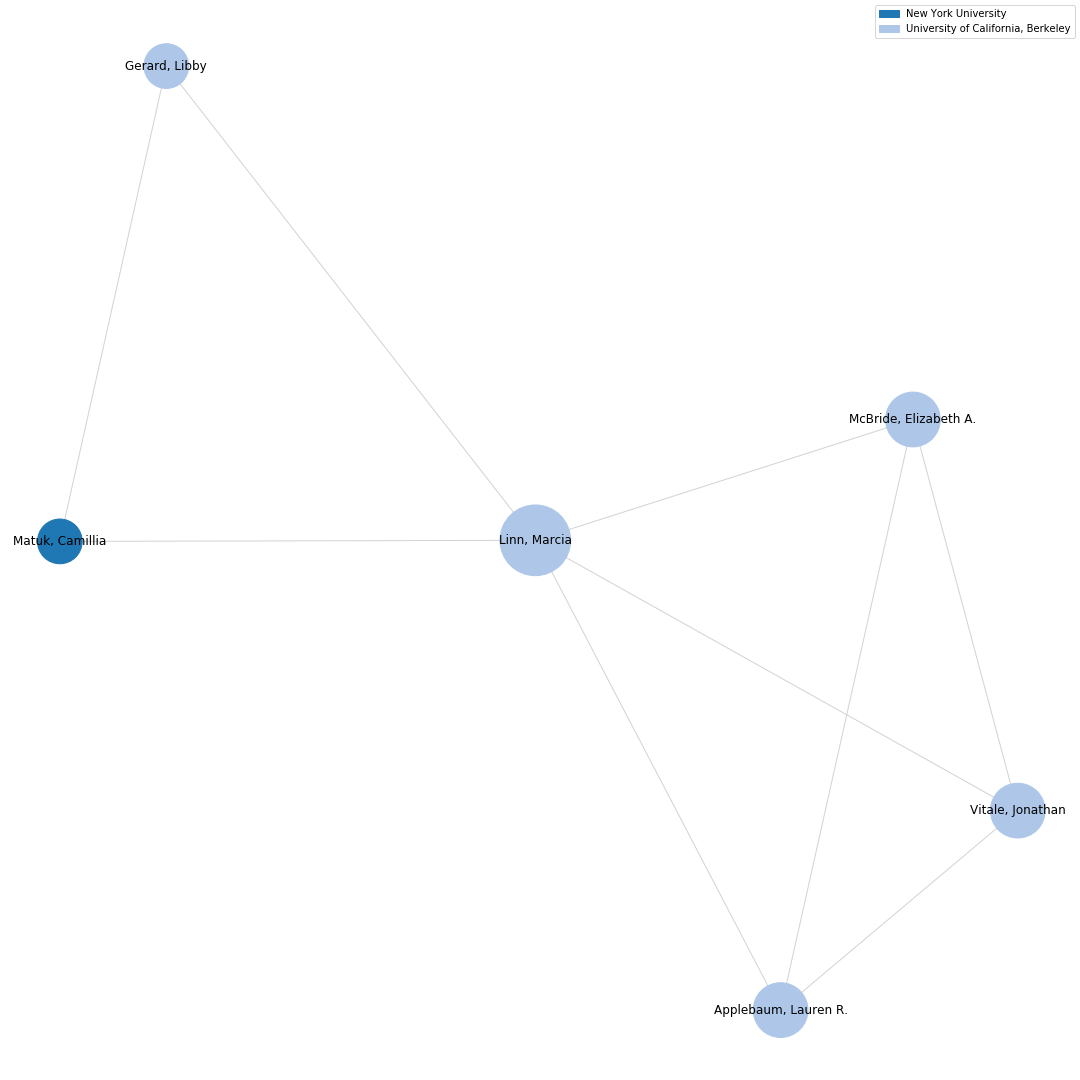 New York University
University of California, Berkeley
Gerard, Libby
McBride, Elizabeth A.
Matuk, Camillia
Linn, Marcia
Vitale, Jonathan
Applebaum, Lauren R.